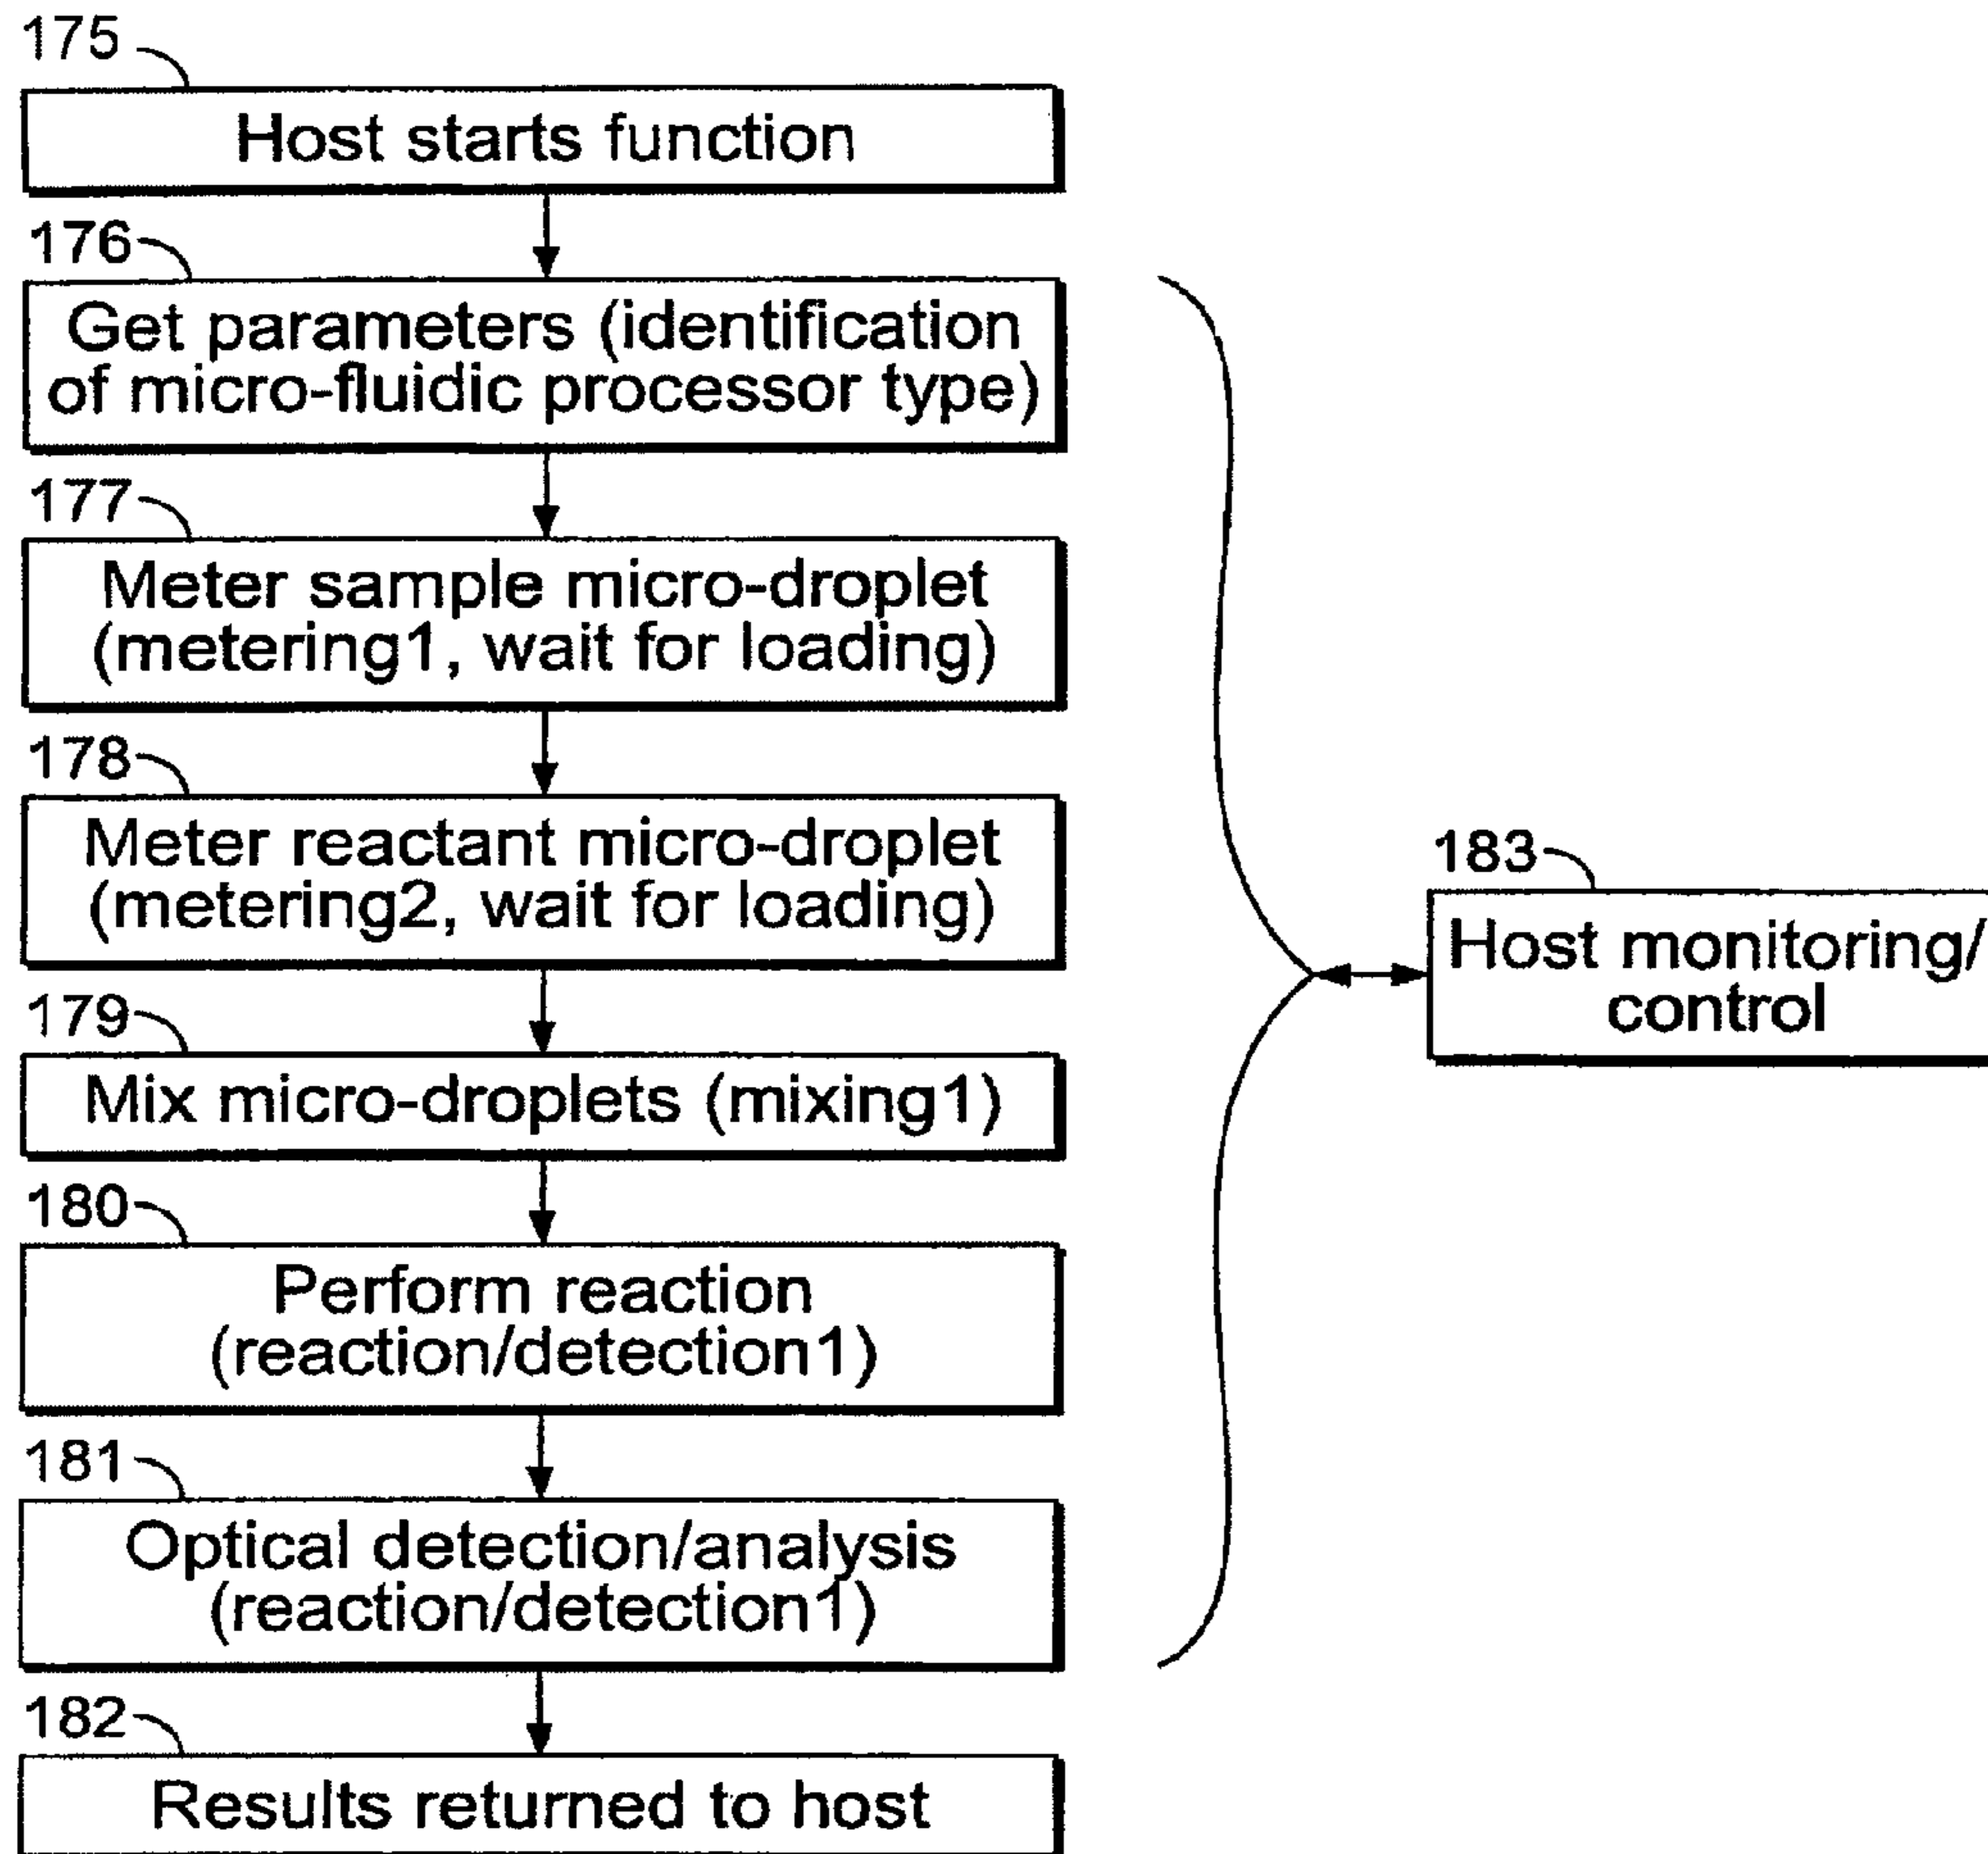 175
Host starts function
176
Get parameters (identification
of micro-fluidic processor type)
177
Meter sample micro-droplet
(metering1, wait for loading)
178
Meter reactant micro-droplet
(metering2, wait for loading)
179
Mix micro-droplets (mixing1)
180
Perform reaction
(reaction/detection1)
181
Optical detection/analysis
(reaction/detection1)
182
Results returned to host
183
Host monitoring/
control